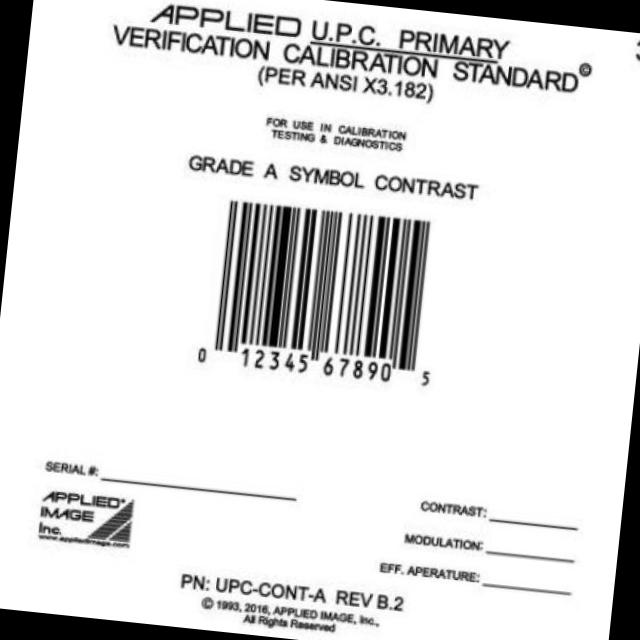 APPLIED U.P.C. PRIMARY
VERIFICATION CALIBRATION STANDARD©
(PER ANSI X3.182)
FOR USE IN CALIBRATION
TESTING & DIAGNOSTICS
GRADE A SYMBOL CONTRAST
0 12345 67890 5
SERIAL #:
APPLIED
IMAGE
Inc.
www.appliedimage.com
CONTRAST:
MODULATION:
EFF. APERATURE:
PN: UPC-CONT-A REV B.2
© 1993, 2016, APPLIED IMAGE, Inc.,
All Rights Reserved